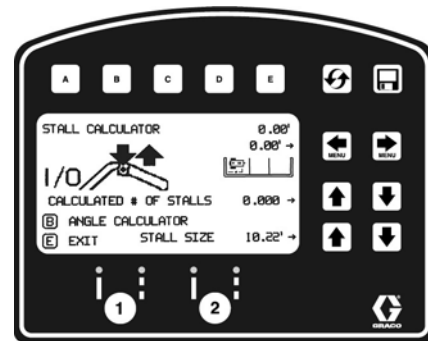 A B C D E
STALL CALCULATOR 0.00'
0.00' →
I/O
MENU MENU
CALCULATED # OF STALLS 0.000 →
B ANGLE CALCULATOR
E EXIT STALL SIZE 10.22' →
1 2
G
GRACO